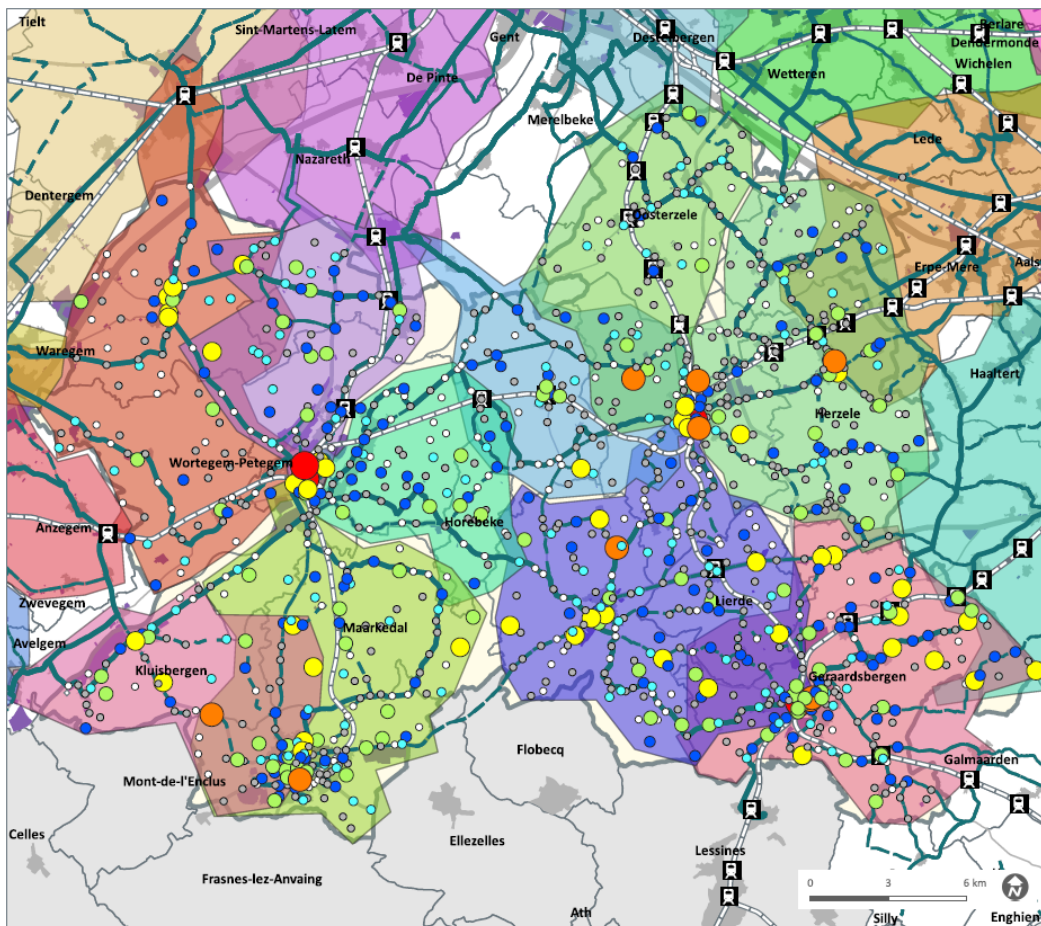 Tielt
Sint-Martens-Latem
Gent
Destelbergen
Berlare
Dendermonde
Wichelen
De Pinte
Wetteren
Merelbeke
Lede
Nazareth
Dentergem
Oosterzele
Erpe-Mere
Aalst
Waregem
Haaltert
Herzele
Wortegem-Petegem
Anzegem
Horebeke
Zwevegem
Lierde
Maarkedal
Avelgem
Kluisbergen
Geraardsbergen
Flobecq
Galmaarden
Mont-de-l'Enclus
Celles
Ellezelles
Lessines
Frasnes-lez-Anvaing
0 3 6 km
N
Ath
Silly
Enghien